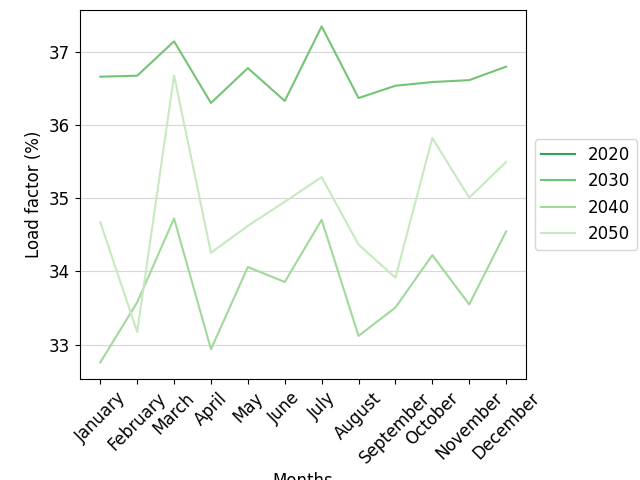 37
36
35
34
33
Load factor (%)
2020
2030
2040
2050
January
February
March
April
May
June
July
August
September
October
November
December
Months